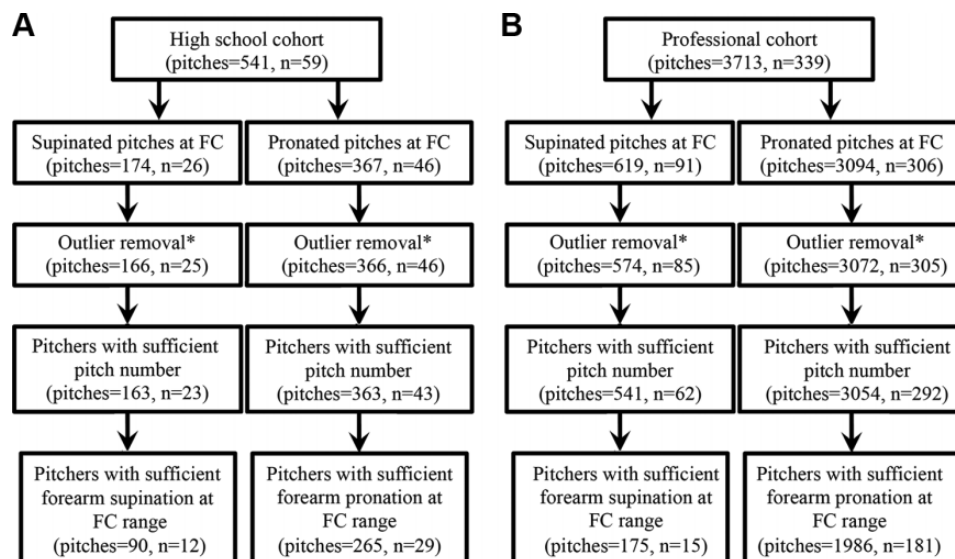 A
High school cohort
(pitches=541, n=59)
Supinated pitches at FC
(pitches=174, n=26)
Pronated pitches at FC
(pitches=367, n=46)
Outlier removal*
(pitches=166, n=25)
Outlier removal*
(pitches=366, n=46)
Pitchers with sufficient
pitch number
(pitches=163, n=23)
Pitchers with sufficient
pitch number
(pitches=363, n=43)
Pitchers with sufficient
forearm supination at
FC range
(pitches=90, n=12)
Pitchers with sufficient
forearm pronation at
FC range
(pitches=265, n=29)
B
Professional cohort
(pitches=3713, n=339)
Supinated pitches at FC
(pitches=619, n=91)
Pronated pitches at FC
(pitches=3094, n=306)
Outlier removal*
(pitches=574, n=85)
Outlier removal*
(pitches=3072, n=305)
Pitchers with sufficient
pitch number
(pitches=541, n=62)
Pitchers with sufficient
pitch number
(pitches=3054, n=292)
Pitchers with sufficient
forearm supination at
FC range
(pitches=175, n=15)
Pitchers with sufficient
forearm pronation at
FC range
(pitches=1986, n=181)